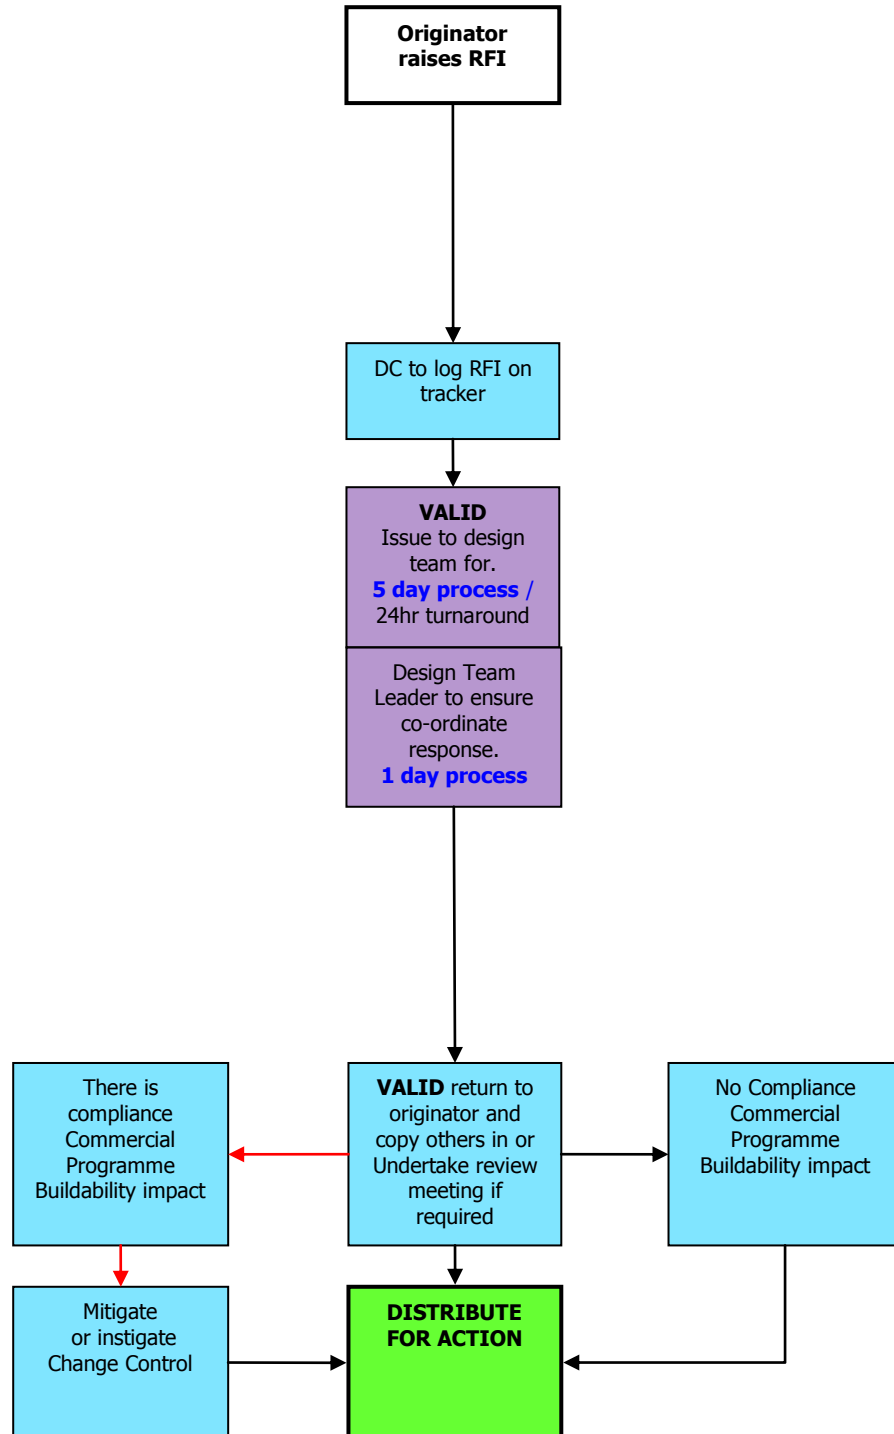 Originator
raises RFI
DC to log RFI on
tracker
VALID
Issue to design
team for.
5 day process /
24hr turnaround
Design Team
Leader to ensure
co-ordinate
response.
1 day process
There is
compliance
Commercial
Programme
Buildability impact
VALID return to
originator and
copy others in or
Undertake review
meeting if
required
No Compliance
Commercial
Programme
Buildability impact
Mitigate
or instigate
Change Control
DISTRIBUTE
FOR ACTION